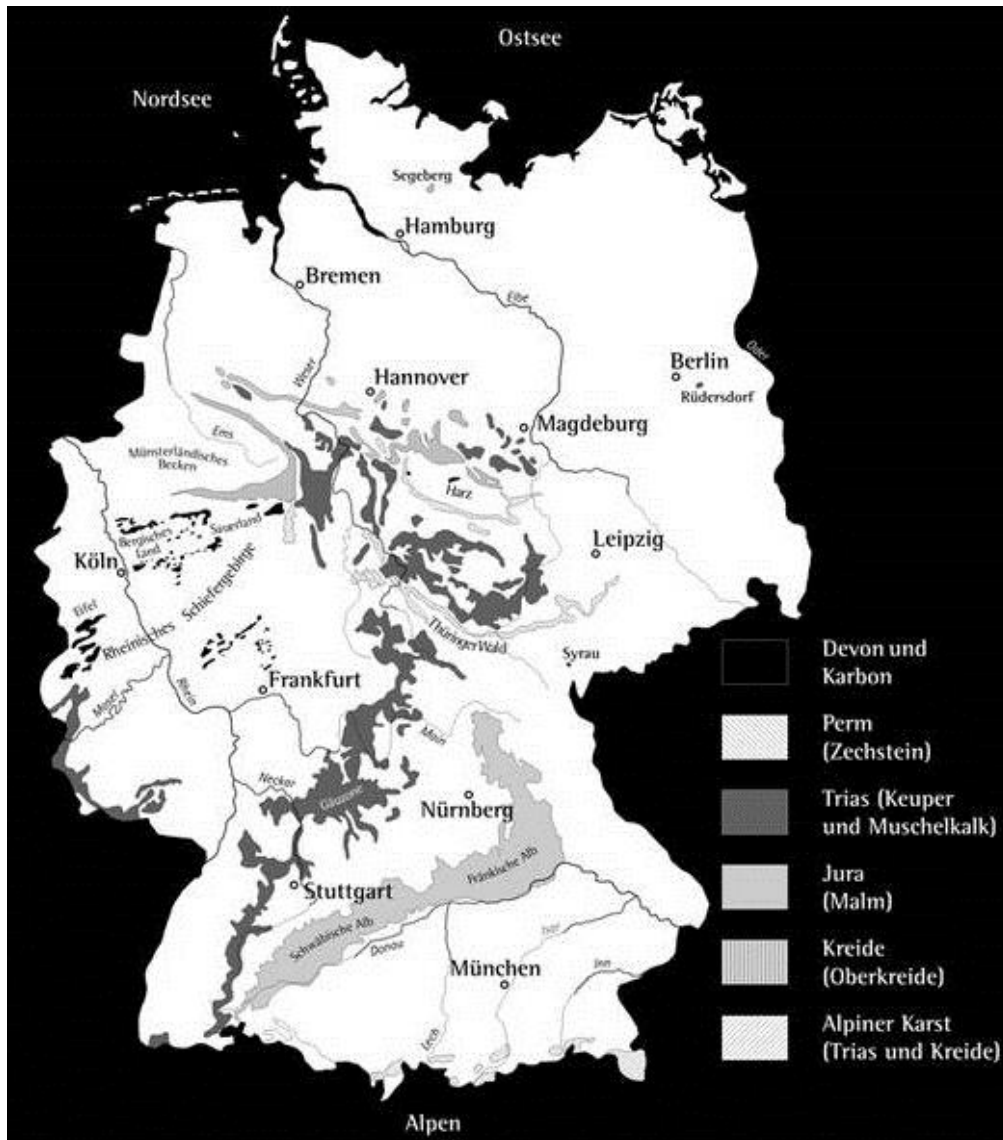 Ostsee
Nordsee
Segeberg
Hamburg
Bremen
Elbe
Oder
Weser
Berlin
Hannover
Rüdersdorf
Magdeburg
Ems
Münsterländisches
Becken
Harz
Sauerland
Bergisches
land
Leipzig
Köln
Eifel
Rheinisches Schiefergebirge
Thüringer Wald
Syrau
Frankfurt
Mosel
Rhein
Main
Neckar
Gäuzone
Nürnberg
Stuttgart
Fränkische Alb
Schwäbische Alb
Donau
Isar
Inn
München
Lech
Alpen
Devon und
Karbon
Perm
(Zechstein)
Trias (Keuper
und Muschelkalk)
Jura
(Malm)
Kreide
(Oberkreide)
Alpiner Karst
(Trias und Kreide)